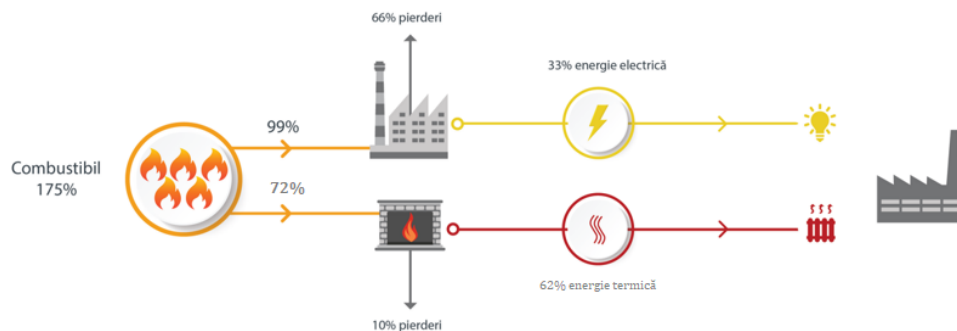 66% pierderi
33% energie electrică
99%
Combustibil
175%
72%
62% energie termică
10% pierderi